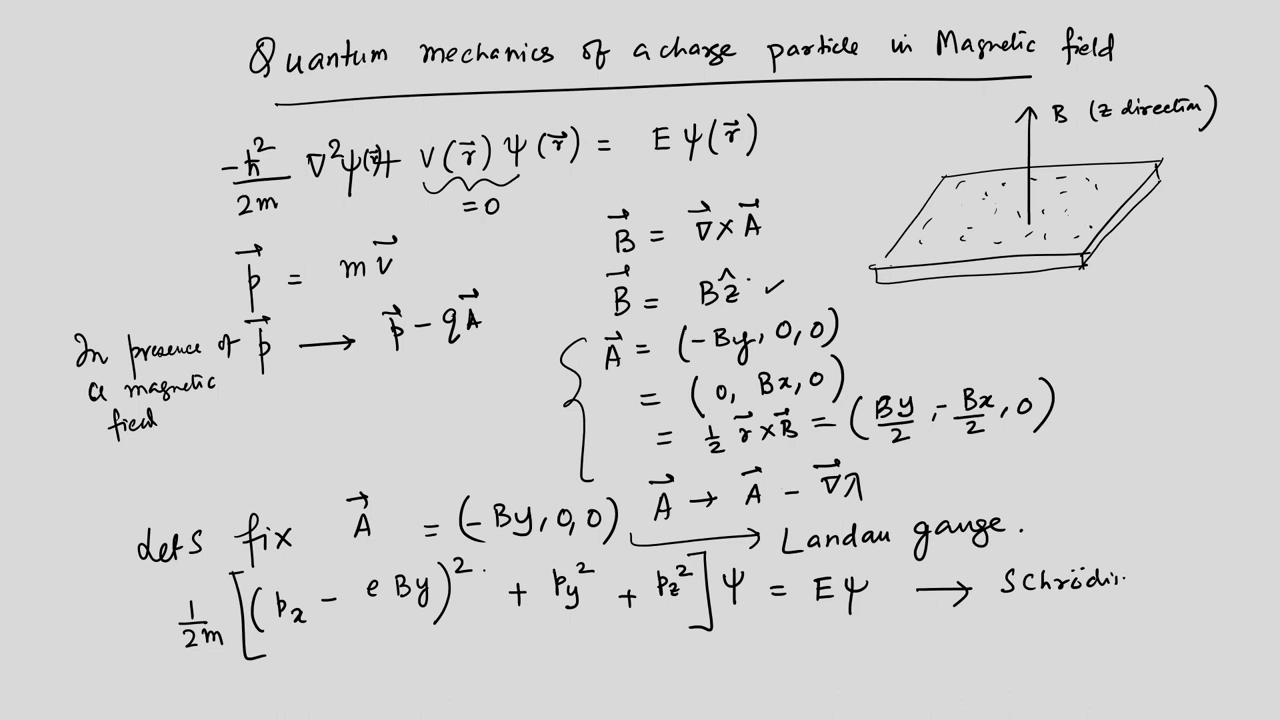 Quantum mechanics of a charge particle in Magnetic field
B (z direction)
-ħ²/2m ∇²ψ(r⃗) + V(r⃗) ψ(r⃗) = E ψ(r⃗)
= 0
B⃗ = ∇⃗ × A⃗
p⃗ = m v⃗
B⃗ = B ẑ ✓
In presence of a magnetic field p⃗ → p⃗ - qA⃗
A⃗ = (-By, 0, 0)
= (0, Bx, 0)
= 1/2 r⃗ × B⃗ = (By/2, -Bx/2, 0)
A⃗ → A⃗ - ∇⃗λ
Lets fix A⃗ = (-By, 0, 0) → Landau gauge.
1/2m [(px - eBy)² + py² + pz²] ψ = Eψ → Schrödi